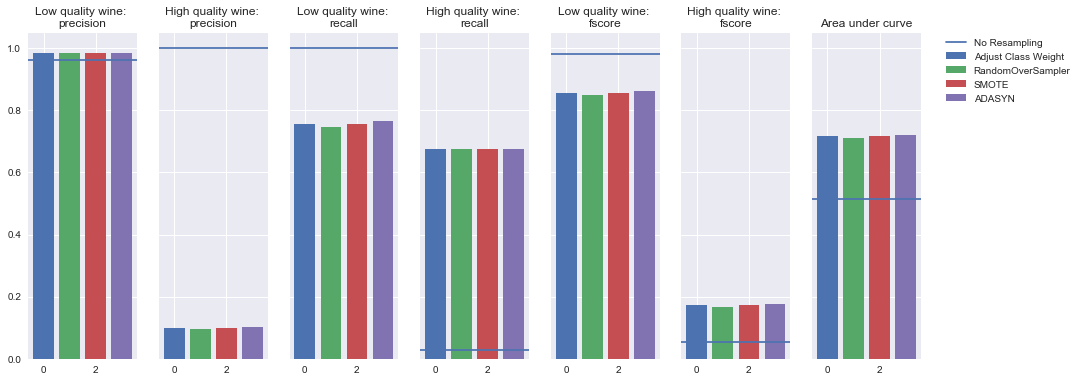 Low quality wine:
precision
High quality wine:
precision
Low quality wine:
recall
High quality wine:
recall
Low quality wine:
fscore
High quality wine:
fscore
Area under curve
1.0
0.8
0.6
0.4
0.2
0.0
0 2
0 2
0 2
0 2
0 2
0 2
0 2
No Resampling
Adjust Class Weight
RandomOverSampler
SMOTE
ADASYN